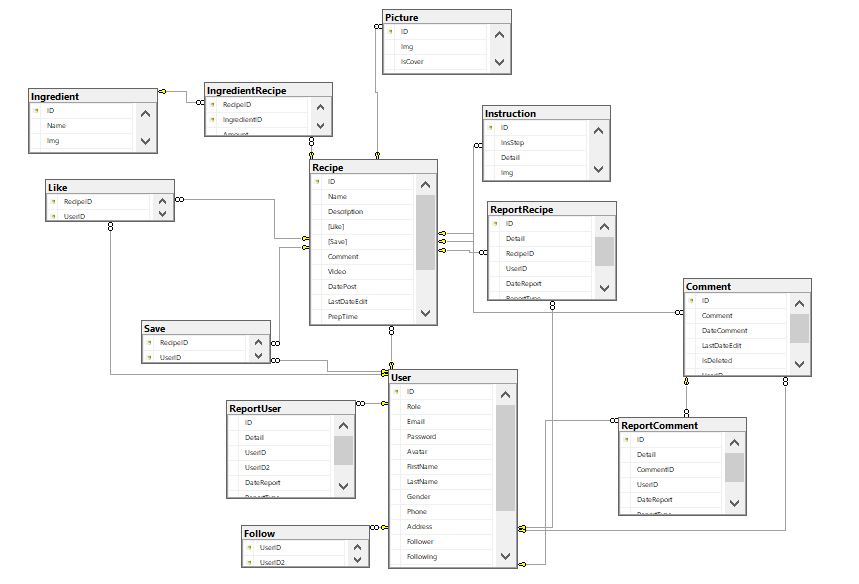 Picture
ID
Img
IsCover
Ingredient
ID
Name
Img
IngredientRecipe
RecipeID
IngredientID
Amount
Instruction
ID
InsStep
Detail
Img
Recipe
ID
Name
Description
[Like]
[Save]
Comment
Video
DatePost
LastDateEdit
PrepTime
Like
RecipeID
UserID
ReportRecipe
ID
Detail
RecipeID
UserID
DateReport
ReportType
Comment
ID
Comment
DateComment
LastDateEdit
IsDeleted
UserID
Save
RecipeID
UserID
User
ID
Role
Email
Password
Avatar
FirstName
LastName
Gender
Phone
Address
Follower
Following
ReportUser
ID
Detail
UserID
UserID2
DateReport
ReportType
ReportComment
ID
Detail
CommentID
UserID
DateReport
ReportType
Follow
UserID
UserID2